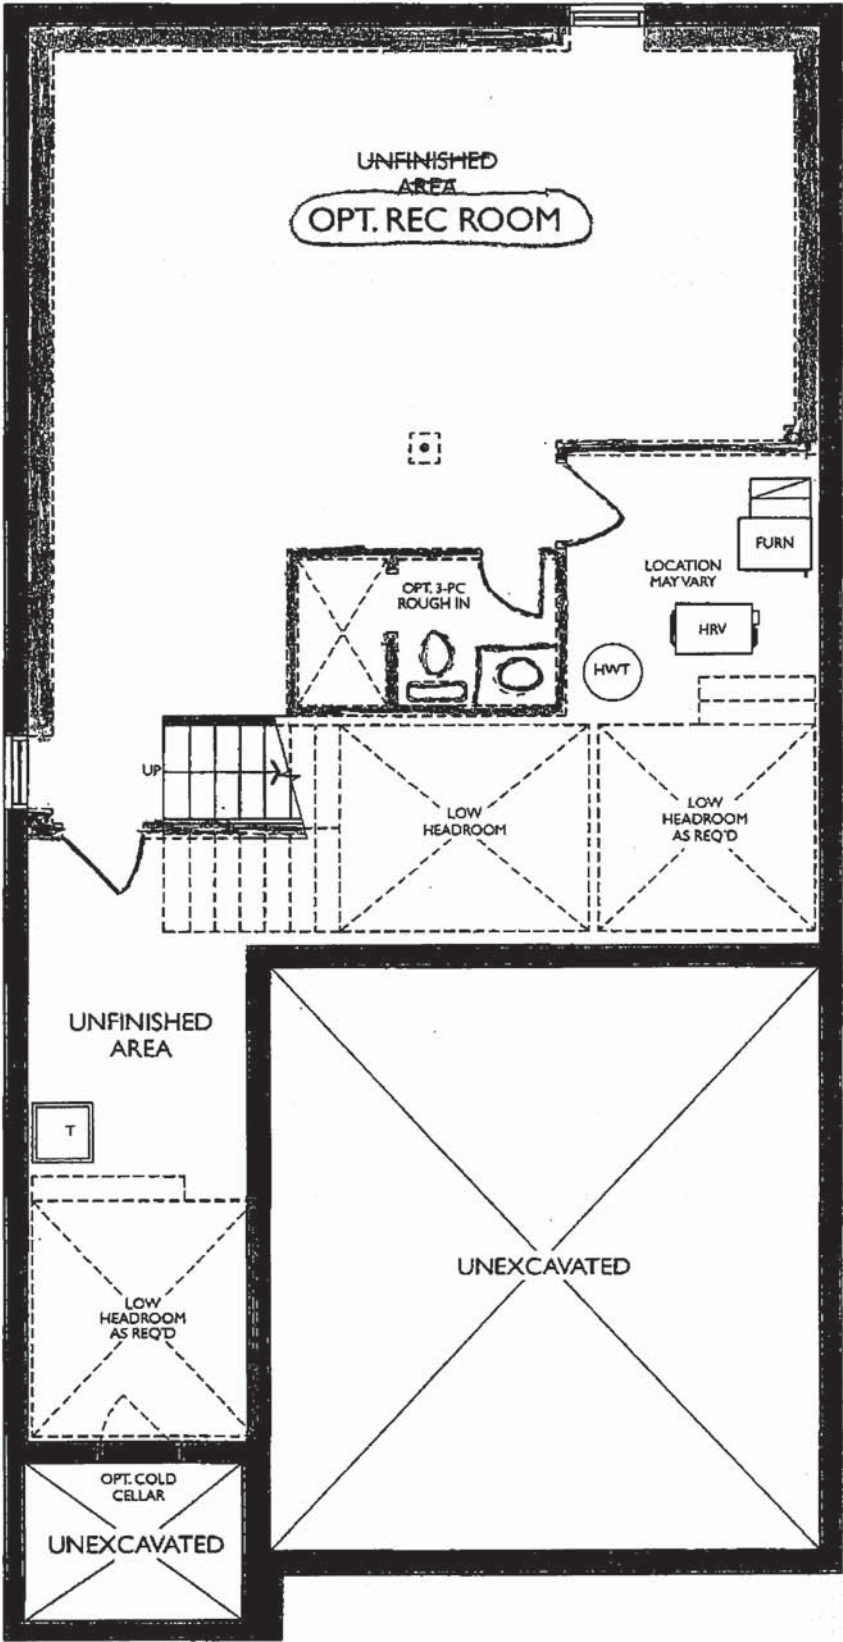 UNFINISHED
AREA
OPT. REC ROOM
FURN
LOCATION
MAY VARY
OPT. 3-PC
ROUGH IN
HRV
HWT
UP
LOW
HEADROOM
LOW
HEADROOM
AS REQ'D
UNFINISHED
AREA
T
UNEXCAVATED
LOW
HEADROOM
AS REQ'D
OPT. COLD
CELLAR
UNEXCAVATED